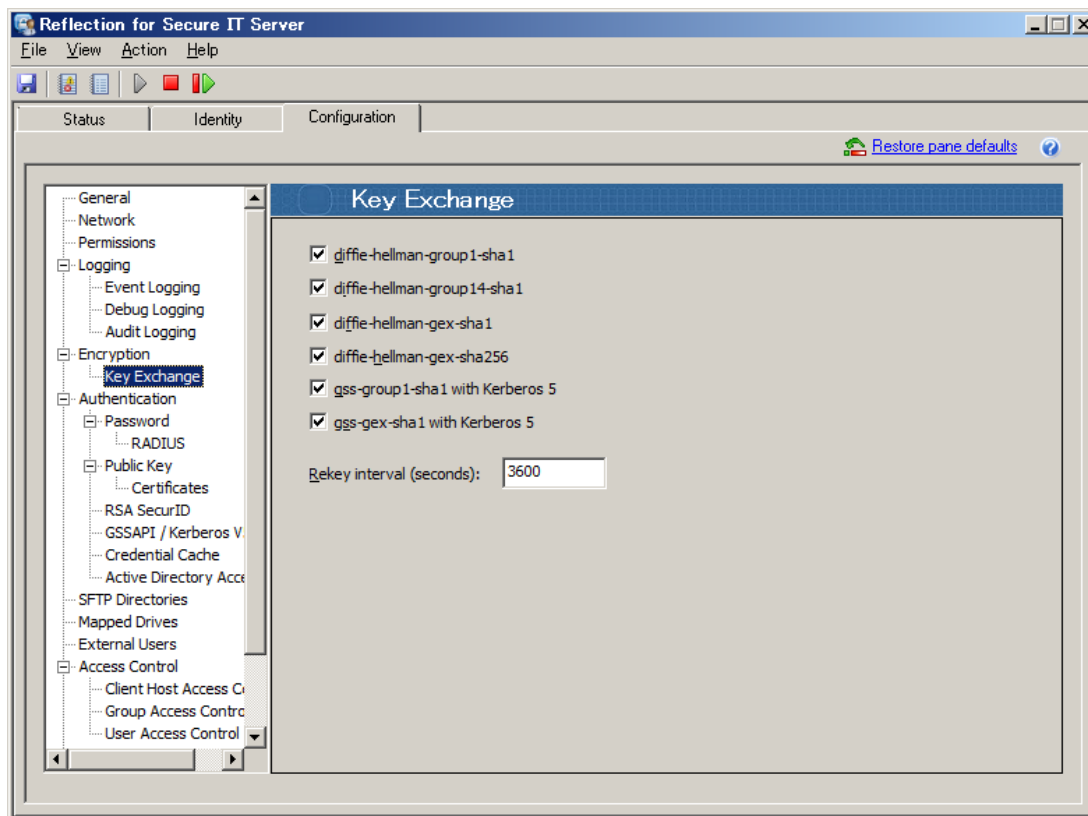 Reflection for Secure IT Server
File View Action Help
Status Identity Configuration
Restore pane defaults
General
Network
Permissions
Logging
Event Logging
Debug Logging
Audit Logging
Encryption
Key Exchange
Authentication
Password
RADIUS
Public Key
Certificates
RSA SecurID
GSSAPI / Kerberos V
Credential Cache
Active Directory Acce
SFTP Directories
Mapped Drives
External Users
Access Control
Client Host Access C
Group Access Contro
User Access Control
Key Exchange
diffie-hellman-group1-sha1
diffie-hellman-group14-sha1
diffie-hellman-gex-sha1
diffie-hellman-gex-sha256
gss-group1-sha1 with Kerberos 5
gss-gex-sha1 with Kerberos 5
Rekey interval (seconds): 3600